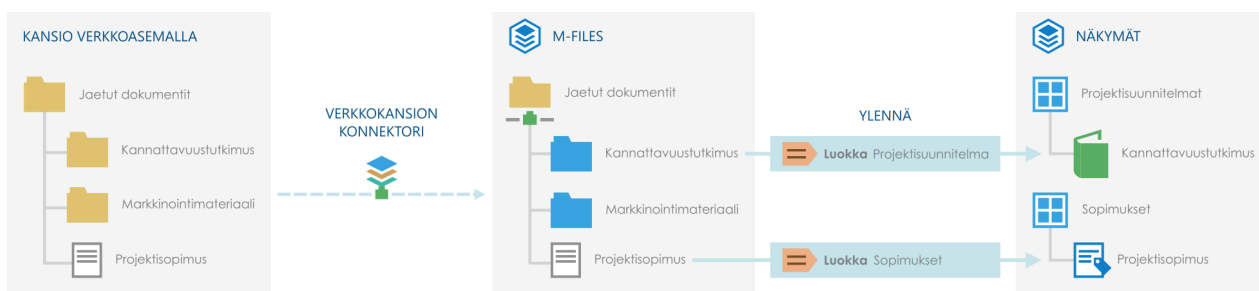 KANSIO VERKKOASEMALLA
Jaetut dokumentit
Kannattavuustutkimus
Markkinointimateriaali
Projektisopimus
VERKKOKANSION
KONNEKTORI
M-FILES
Jaetut dokumentit
Kannattavuustutkimus
Markkinointimateriaali
Projektisopimus
YLENNÄ
Luokka Projektisuunnitelma
Luokka Sopimukset
NÄKYMÄT
Projektisuunnitelmat
Kannattavuustutkimus
Sopimukset
Projektisopimus